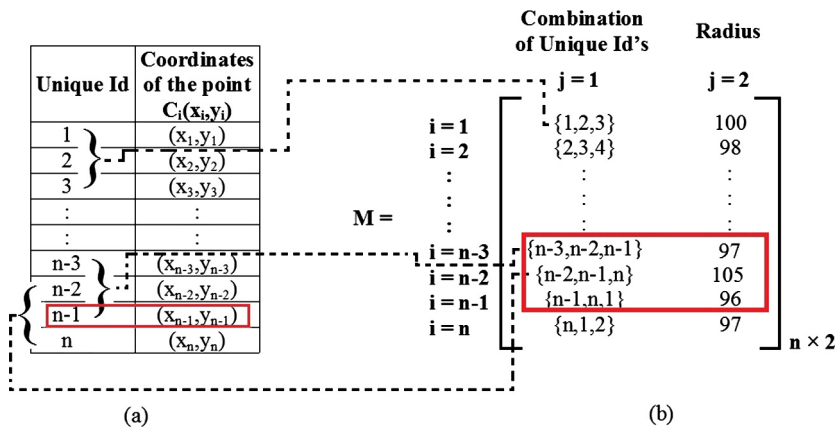 Unique Id
Coordinates
of the point
Cᵢ(xᵢ,yᵢ)
1 (x₁,y₁)
2 (x₂,y₂)
3 (x₃,y₃)
: :
: :
n-3 (xₙ₋₃,yₙ₋₃)
n-2 (xₙ₋₂,yₙ₋₂)
n-1 (xₙ₋₁,yₙ₋₁)
n (xₙ,yₙ)
(a)
Combination
of Unique Id's
Radius
j = 1 j = 2
M =
i = 1 {1,2,3} 100
i = 2 {2,3,4} 98
: : :
: : :
i = n-3 {n-3,n-2,n-1} 97
i = n-2 {n-2,n-1,n} 105
i = n-1 {n-1,n,1} 96
i = n {n,1,2} 97
n × 2
(b)